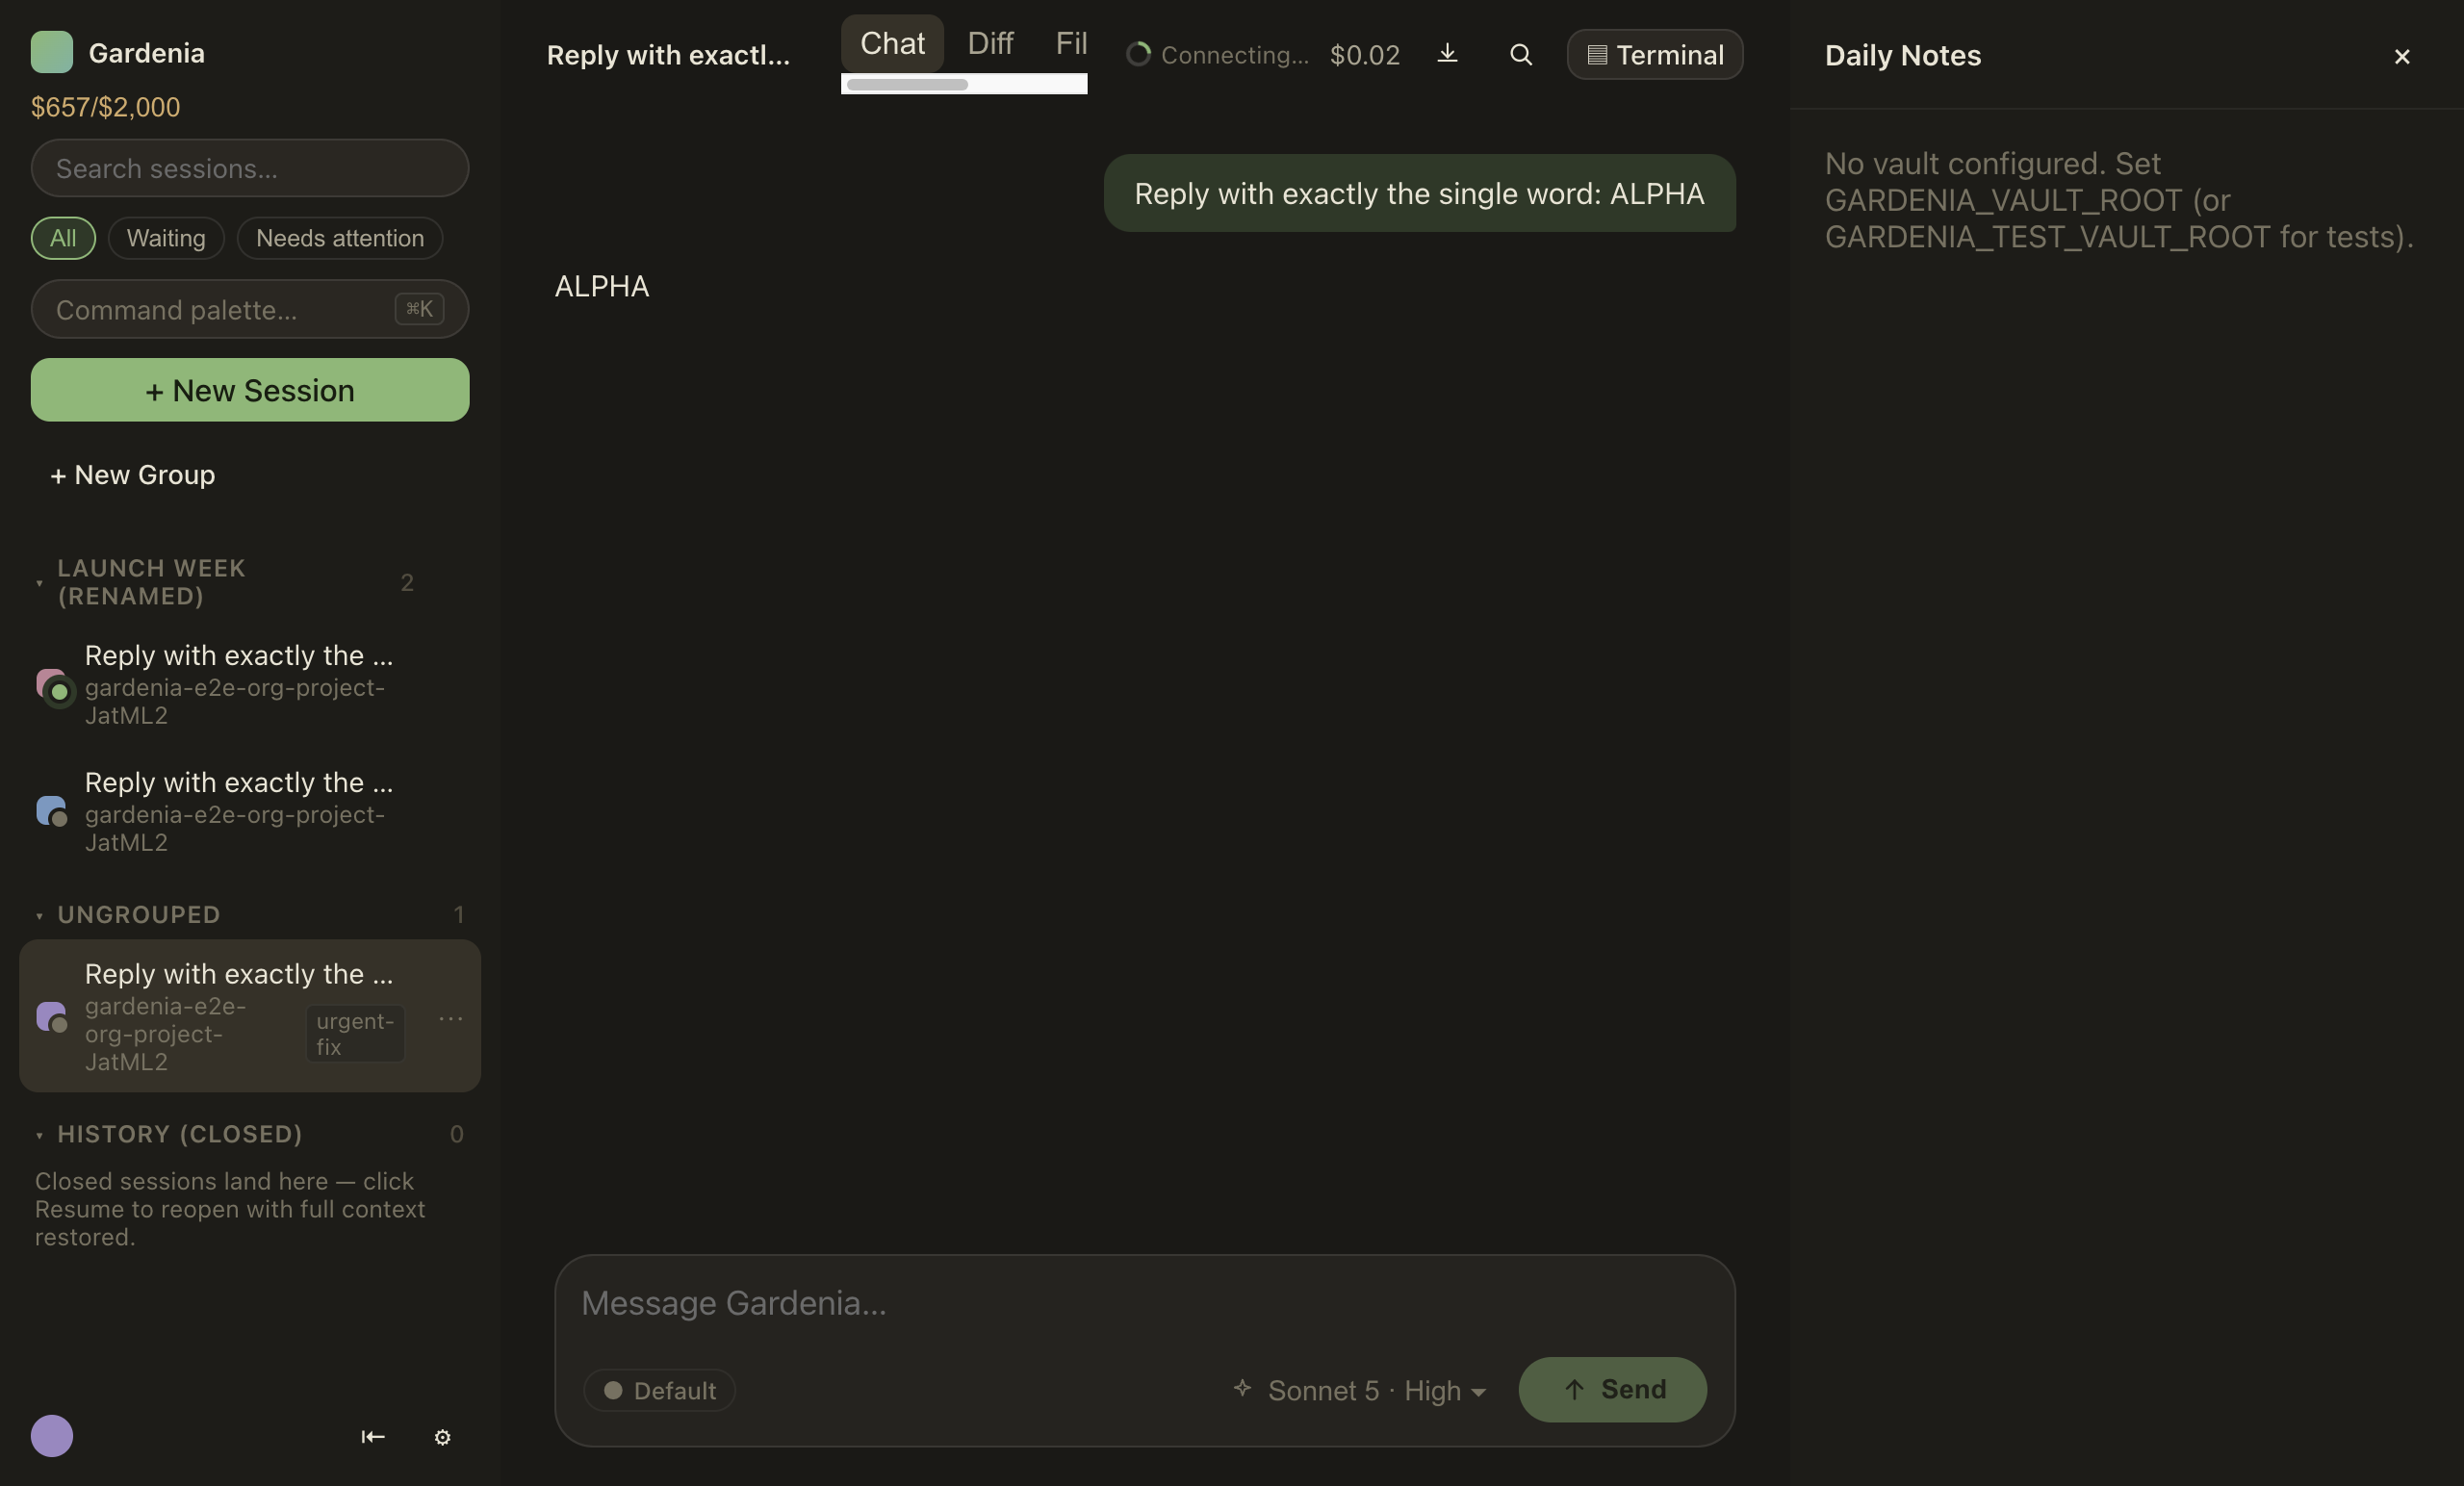 Gardenia
$657/$2,000
Search sessions...
All
Waiting
Needs attention
Command palette...
⌘K
+ New Session
+ New Group
LAUNCH WEEK
(RENAMED)
2
Reply with exactly the ...
gardenia-e2e-org-project-
JatML2
Reply with exactly the ...
gardenia-e2e-org-project-
JatML2
UNGROUPED
1
Reply with exactly the ...
gardenia-e2e-
org-project-
JatML2
urgent-
fix
HISTORY (CLOSED)
0
Closed sessions land here — click
Resume to reopen with full context
restored.
Reply with exactl...
Chat
Diff
Fil
Connecting...
$0.02
Terminal
Reply with exactly the single word: ALPHA
ALPHA
Message Gardenia...
Default
Sonnet 5 · High
Send
Daily Notes
No vault configured. Set
GARDENIA_VAULT_ROOT (or
GARDENIA_TEST_VAULT_ROOT for tests).